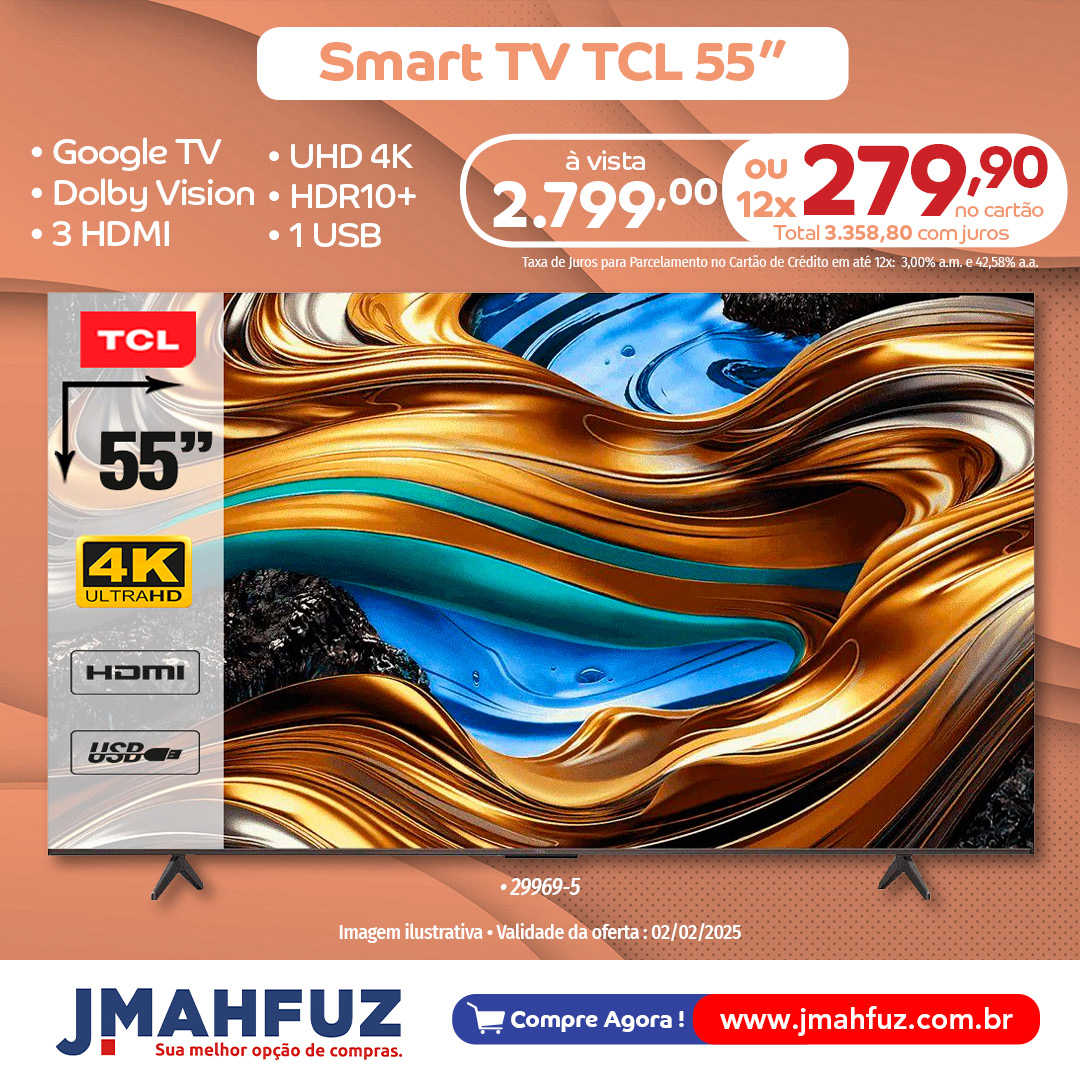 Smart TV TCL 55”
• Google TV
• Dolby Vision
• 3 HDMI
• UHD 4K
• HDR10+
• 1 USB
à vista
2.799,00
ou
12x 279,90
no cartão
Total 3.358,80 com juros
Taxa de Juros para Parcelamento no Cartão de Crédito em até 12x: 3,00% a.m. e 42,58% a.a.
TCL
55”
4K
ULTRAHD
HDMI
USB
TCL
• 29969-5
Imagem ilustrativa • Validade da oferta : 02/02/2025
JMAHFUZ
Sua melhor opção de compras.
Compre Agora !
www.jmahfuz.com.br